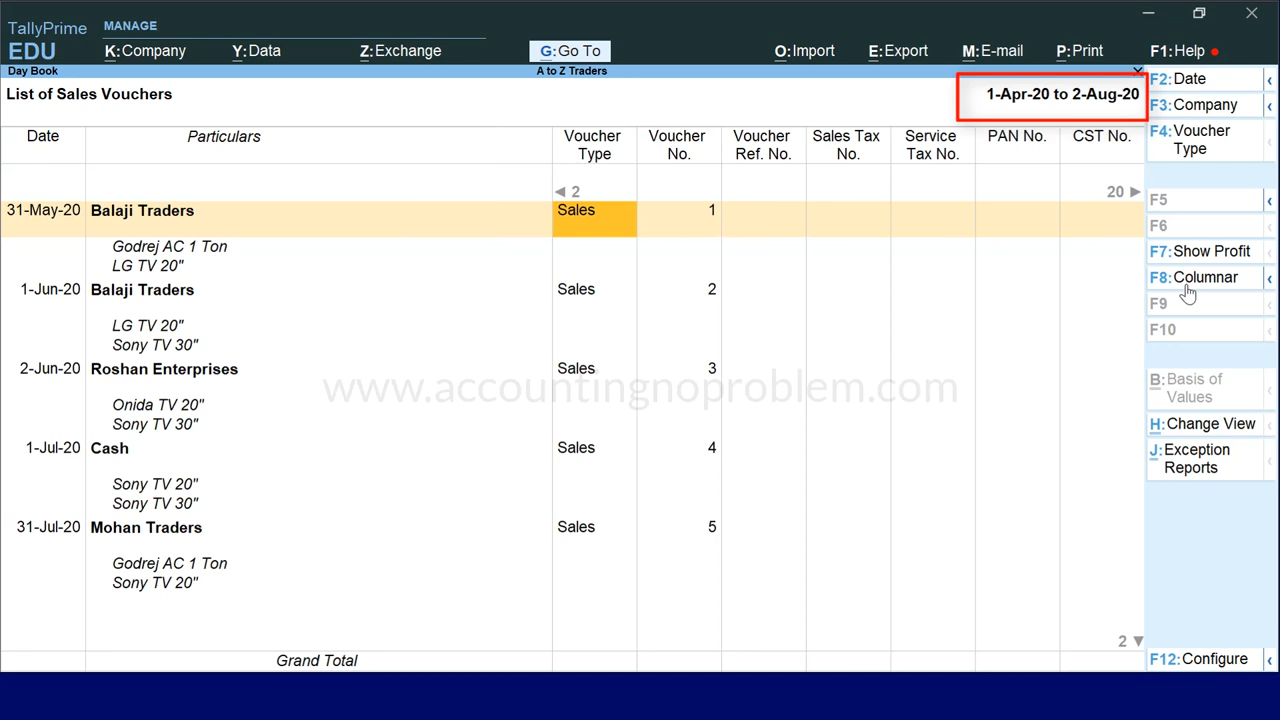 TallyPrime
EDU
MANAGE
K:Company Y:Data Z:Exchange G:Go To O:Import E:Export M:E-mail P:Print F1:Help
Day Book A to Z Traders
List of Sales Vouchers 1-Apr-20 to 2-Aug-20
Date Particulars Voucher Type Voucher No. Voucher Ref. No. Sales Tax No. Service Tax No. PAN No. CST No.
◀ 2 20 ▶
31-May-20 Balaji Traders Sales 1
Godrej AC 1 Ton
LG TV 20"
1-Jun-20 Balaji Traders Sales 2
LG TV 20"
Sony TV 30"
2-Jun-20 Roshan Enterprises Sales 3
Onida TV 20"
Sony TV 30"
1-Jul-20 Cash Sales 4
Sony TV 20"
Sony TV 30"
31-Jul-20 Mohan Traders Sales 5
Godrej AC 1 Ton
Sony TV 20"
2 ▼
Grand Total
www.accountingnoproblem.com
F2:Date
F3:Company
F4:Voucher
Type
F5
F6
F7:Show Profit
F8:Columnar
F9
F10
B:Basis of
Values
H:Change View
J:Exception
Reports
F12:Configure